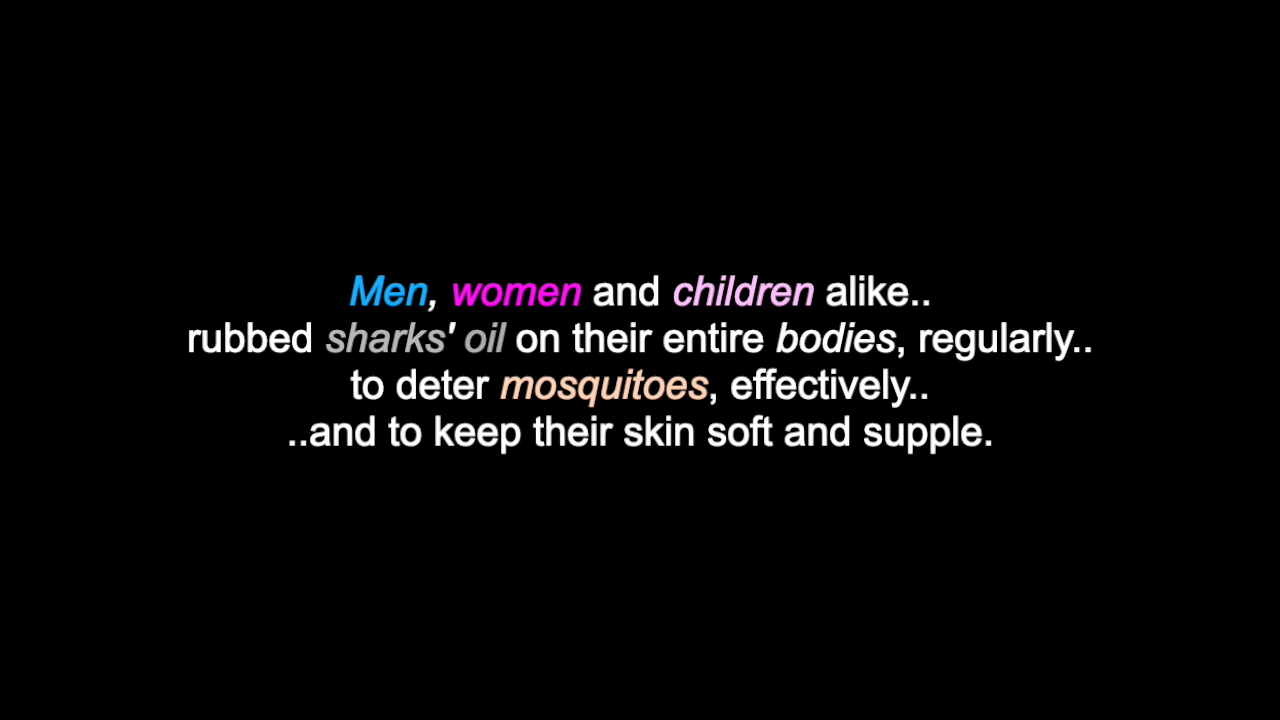 Men, women and children alike..
rubbed sharks' oil on their entire bodies, regularly..
to deter mosquitoes, effectively..
..and to keep their skin soft and supple.